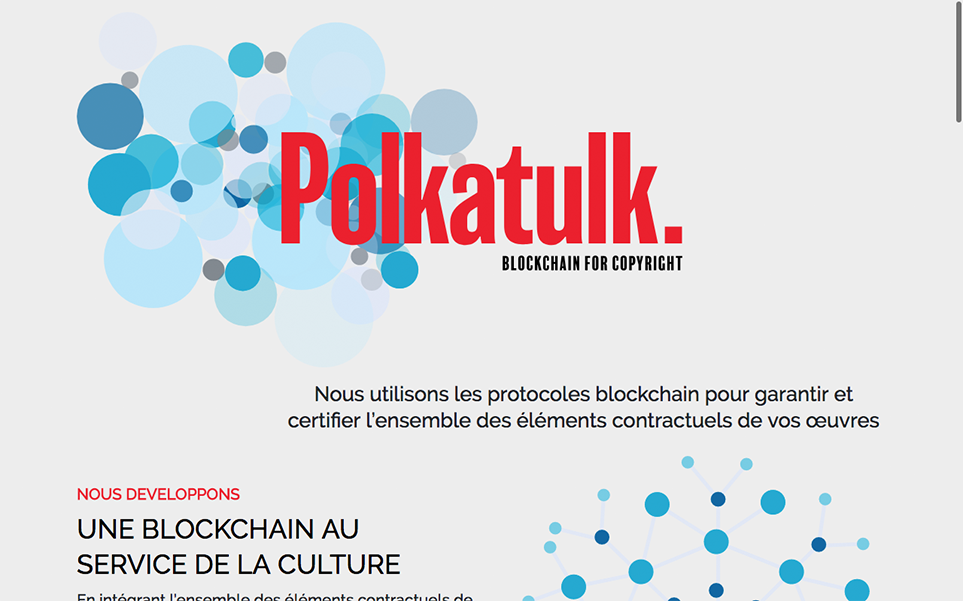 Polkatulk.
BLOCKCHAIN FOR COPYRIGHT
Nous utilisons les protocoles blockchain pour garantir et
certifier l'ensemble des éléments contractuels de vos œuvres
NOUS DEVELOPPONS
UNE BLOCKCHAIN AU
SERVICE DE LA CULTURE
En intégrant l'ensemble des éléments contractuels de